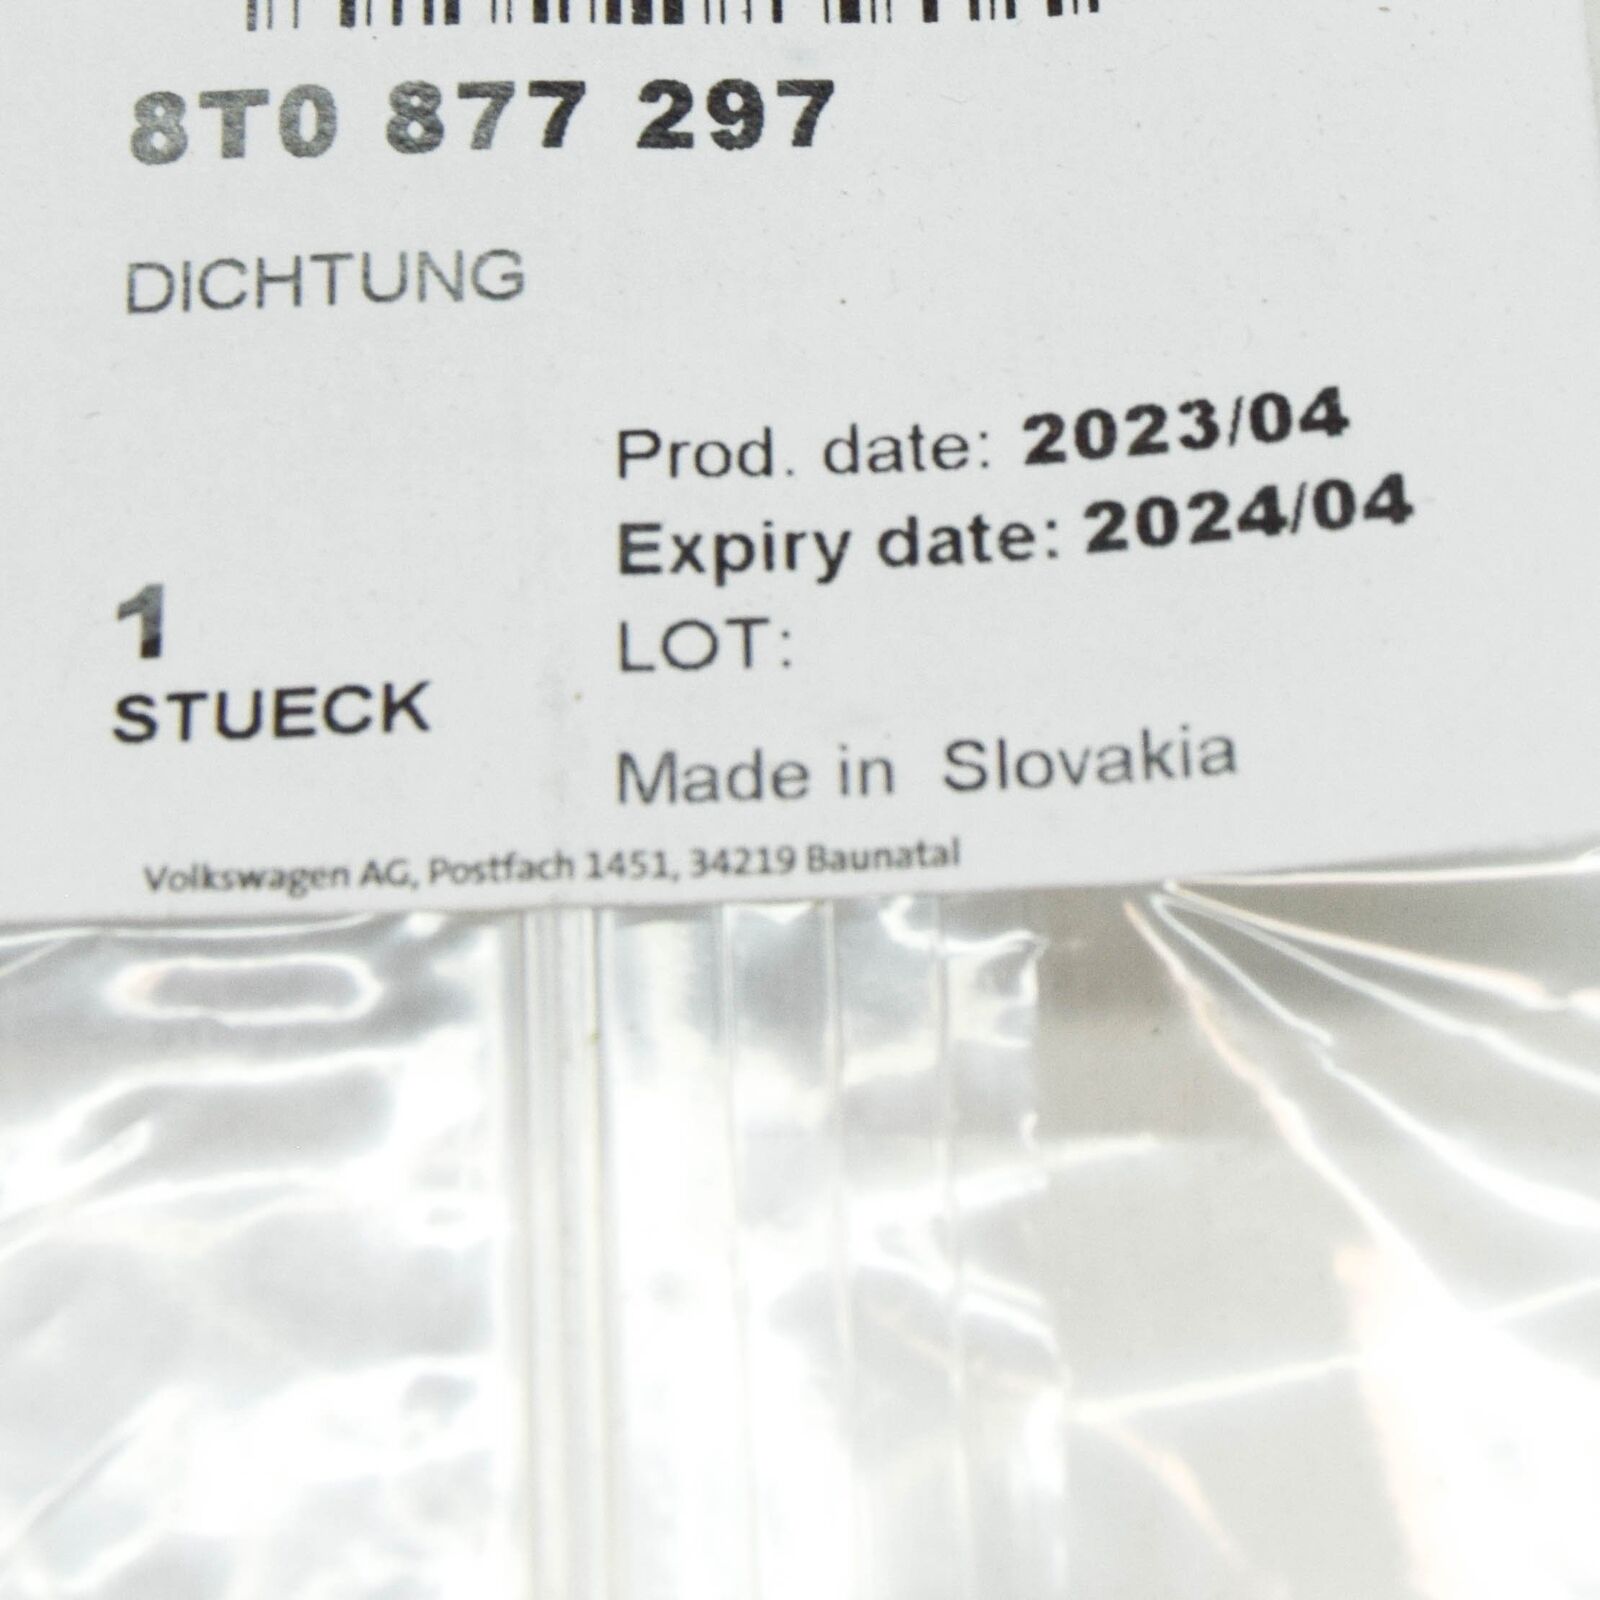 8T0 877 297
DICHTUNG
Prod. date: 2023/04
Expiry date: 2024/04
1
LOT:
STUECK
Made in Slovakia
Volkswagen AG, Postfach 1451, 34219 Baunatal